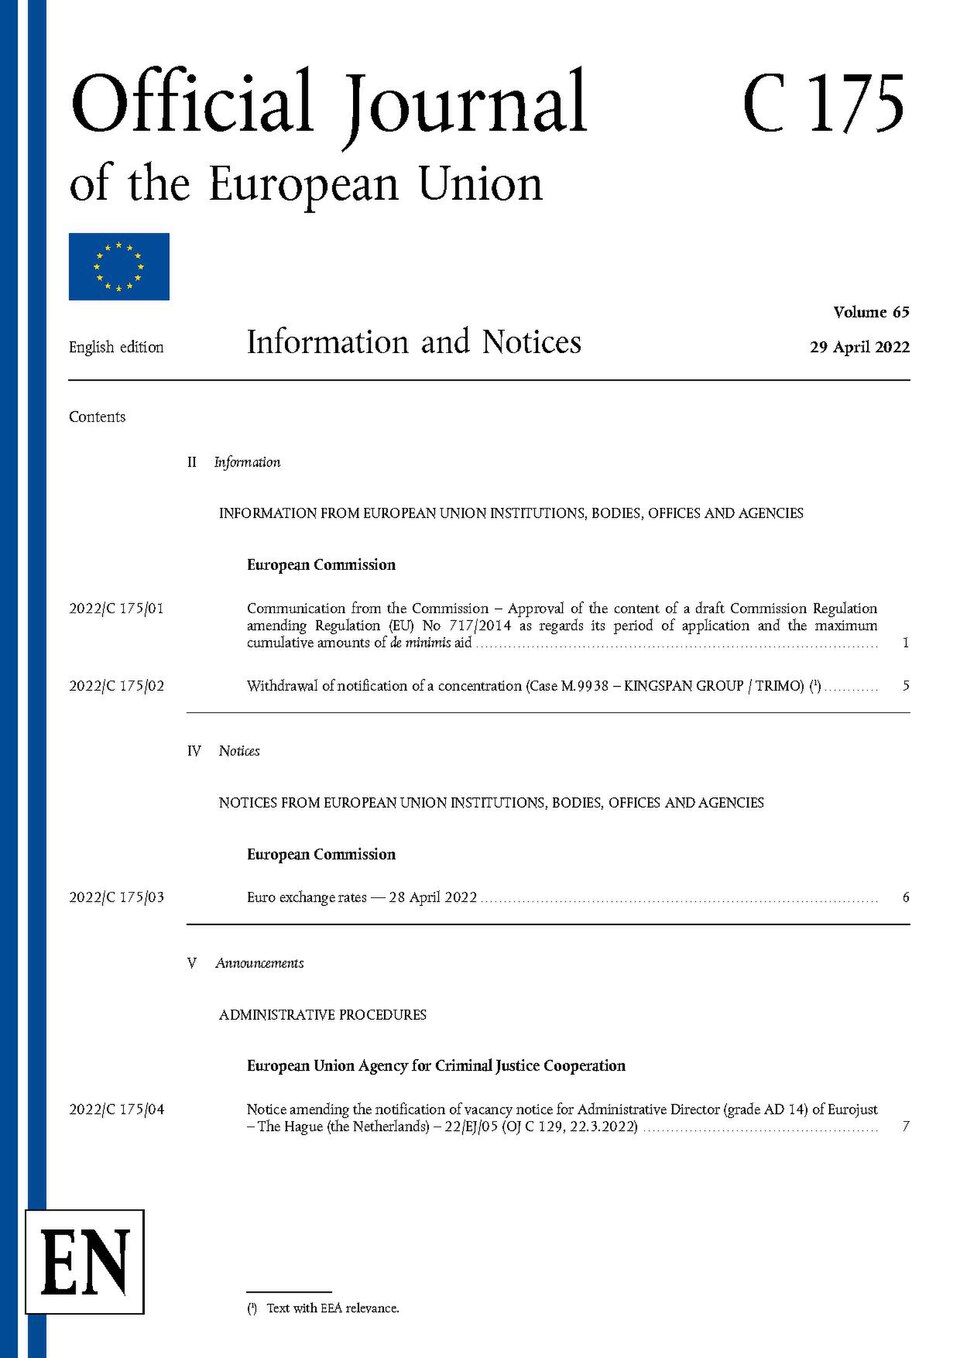 Official Journal C 175
of the European Union
Volume 65
English edition Information and Notices 29 April 2022
Contents
II Information
INFORMATION FROM EUROPEAN UNION INSTITUTIONS, BODIES, OFFICES AND AGENCIES
European Commission
2022/C 175/01 Communication from the Commission – Approval of the content of a draft Commission Regulation
amending Regulation (EU) No 717/2014 as regards its period of application and the maximum
cumulative amounts of de minimis aid 1
2022/C 175/02 Withdrawal of notification of a concentration (Case M.9938 – KINGSPAN GROUP / TRIMO) (¹) 5
IV Notices
NOTICES FROM EUROPEAN UNION INSTITUTIONS, BODIES, OFFICES AND AGENCIES
European Commission
2022/C 175/03 Euro exchange rates — 28 April 2022 6
V Announcements
ADMINISTRATIVE PROCEDURES
European Union Agency for Criminal Justice Cooperation
2022/C 175/04 Notice amending the notification of vacancy notice for Administrative Director (grade AD 14) of Eurojust
– The Hague (the Netherlands) – 22/EJ/05 (OJ C 129, 22.3.2022) 7
EN
(¹) Text with EEA relevance.